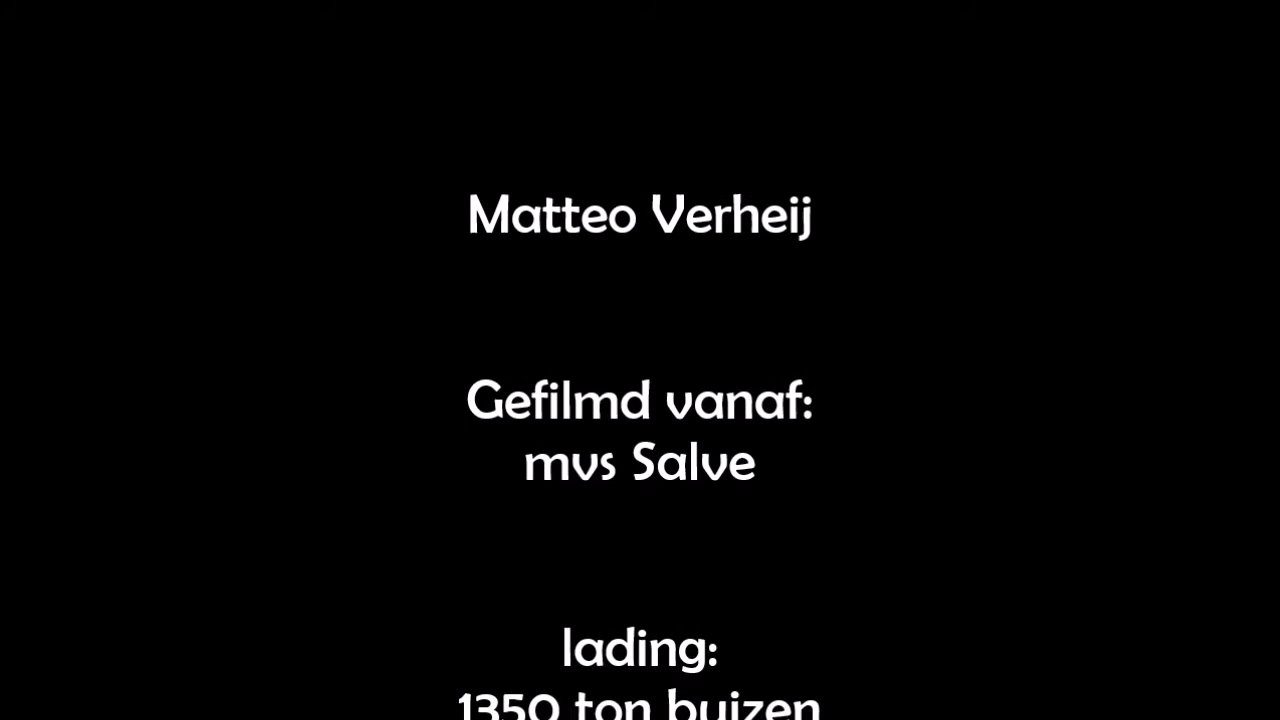 Matteo Verheij
Gefilmd vanaf:
mvs Salve
lading:
1350 ton buizen